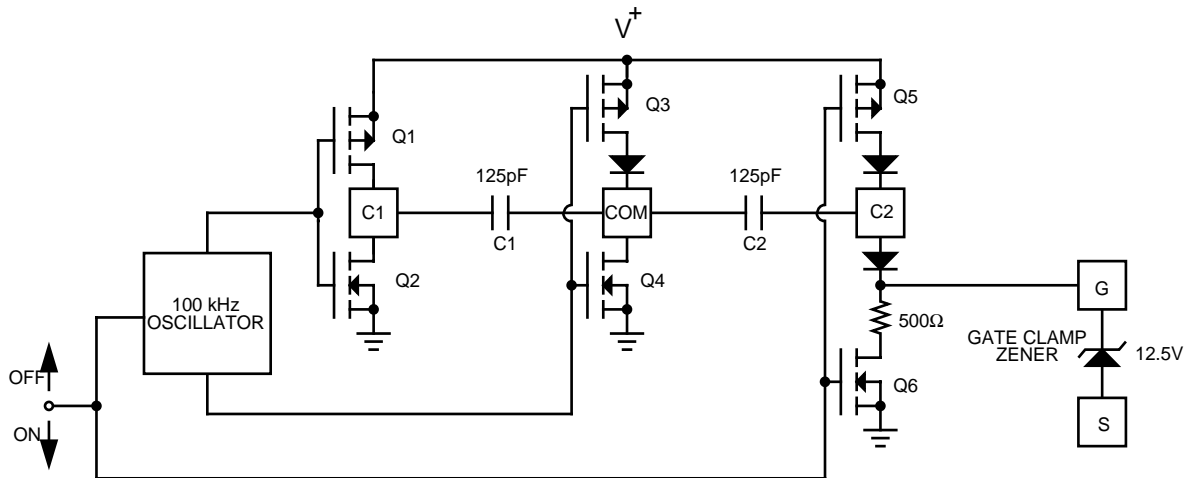 V+
Q3
Q5
Q1
125pF
125pF
C1
COM
C2
C1
C2
Q2
Q4
100 kHz
OSCILLATOR
G
500Ω
GATE CLAMP
ZENER
12.5V
OFF
Q6
ON
S